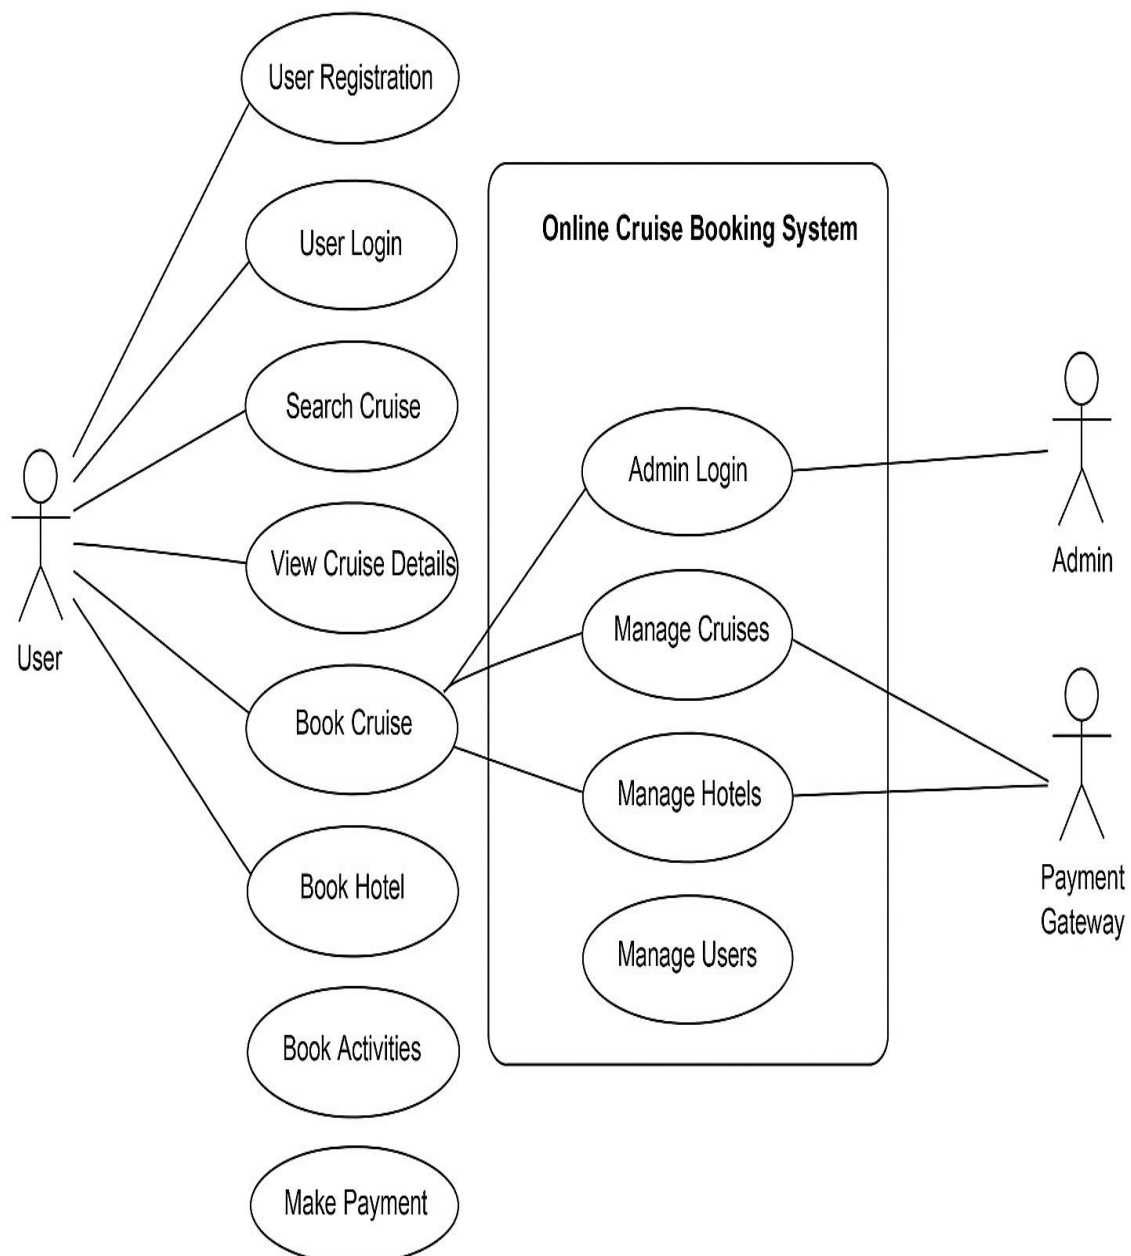 User Registration
User Login
Search Cruise
View Cruise Details
Book Cruise
Book Hotel
Book Activities
Make Payment
User
Online Cruise Booking System
Admin Login
Manage Cruises
Manage Hotels
Manage Users
Admin
Payment
Gateway